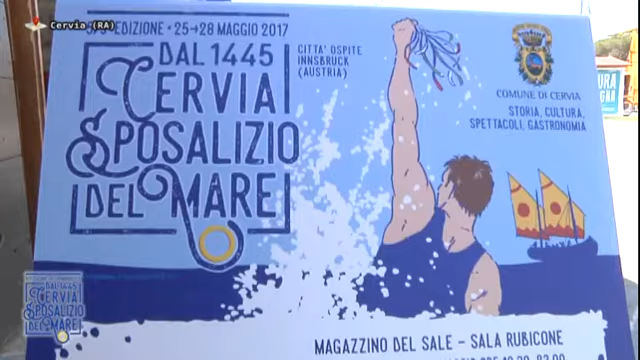 Cervia (RA)
EDIZIONE • 25→28 MAGGIO 2017
DAL 1445
CERVIA
SPOSALIZIO
DEL MARE
CITTA' OSPITE
INNSBRUCK
(AUSTRIA)
COMUNE DI CERVIA
STORIA, CULTURA,
SPETTACOLI, GASTRONOMIA
MAGAZZINO DEL SALE - SALA RUBICONE
DAL 1445
CERVIA
SPOSALIZIO
DEL MARE